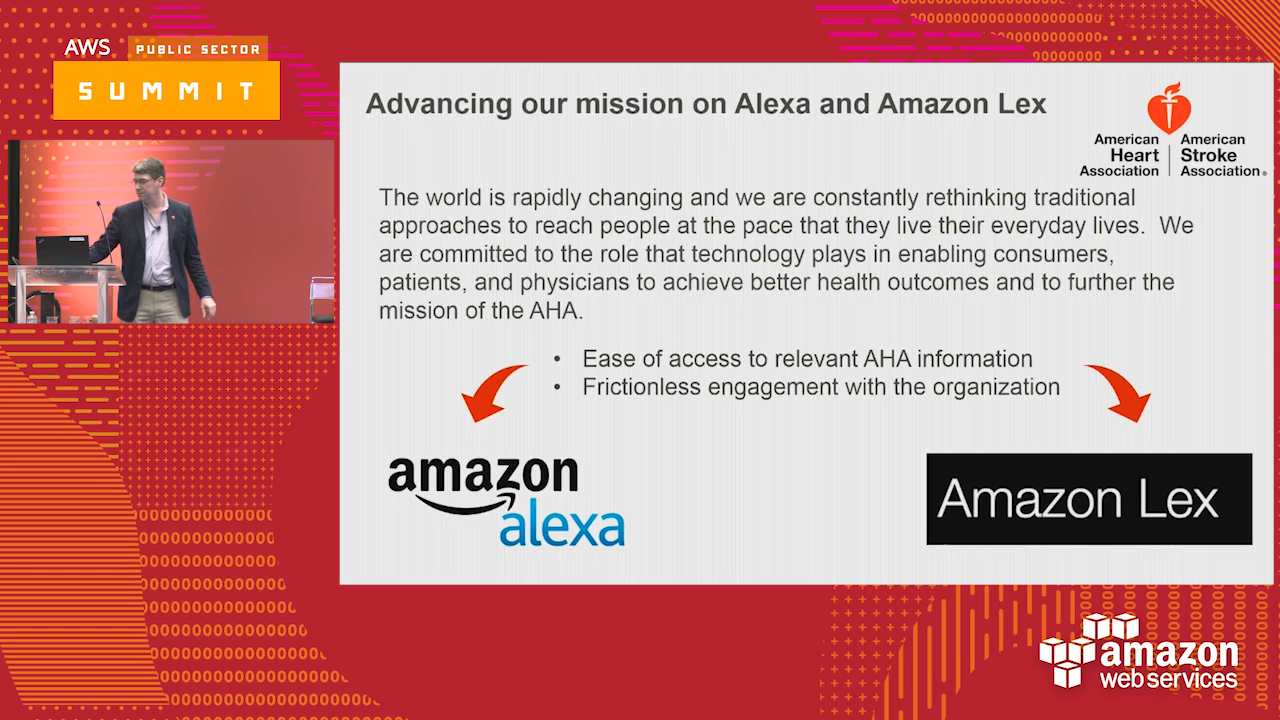 AWS PUBLIC SECTOR
SUMMIT
Advancing our mission on Alexa and Amazon Lex
American Heart Association
American Stroke Association
The world is rapidly changing and we are constantly rethinking traditional
approaches to reach people at the pace that they live their everyday lives.  We
are committed to the role that technology plays in enabling consumers,
patients, and physicians to achieve better health outcomes and to further the
mission of the AHA.
• Ease of access to relevant AHA information
• Frictionless engagement with the organization
amazon
alexa
Amazon Lex
amazon
web services